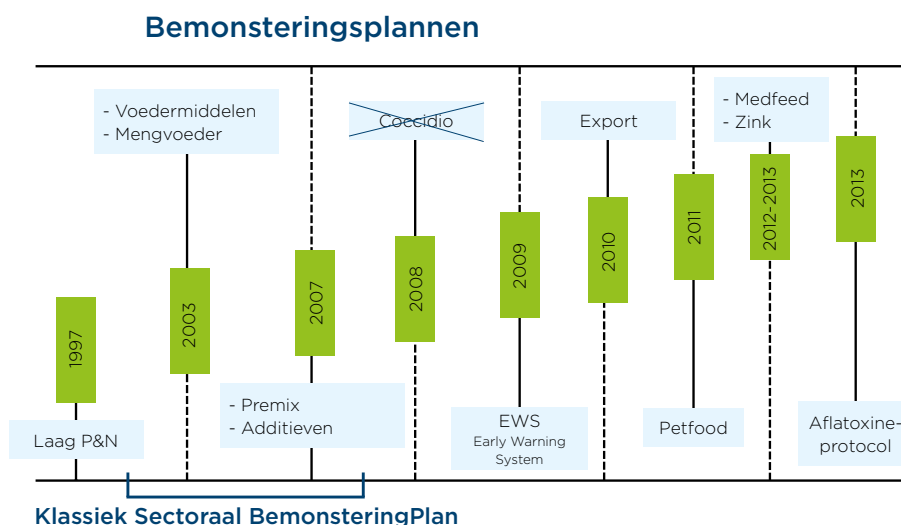 Bemonsteringsplannen
- Voedermiddelen
- Mengvoeder
Coccidio
Export
- Medfeed
- Zink
1997
2003
2007
2008
2009
2010
2011
2012-2013
2013
Laag P&N
- Premix
- Additieven
EWS
Early Warning
System
Petfood
Aflatoxine-
protocol
Klassiek Sectoraal BemonsteringPlan